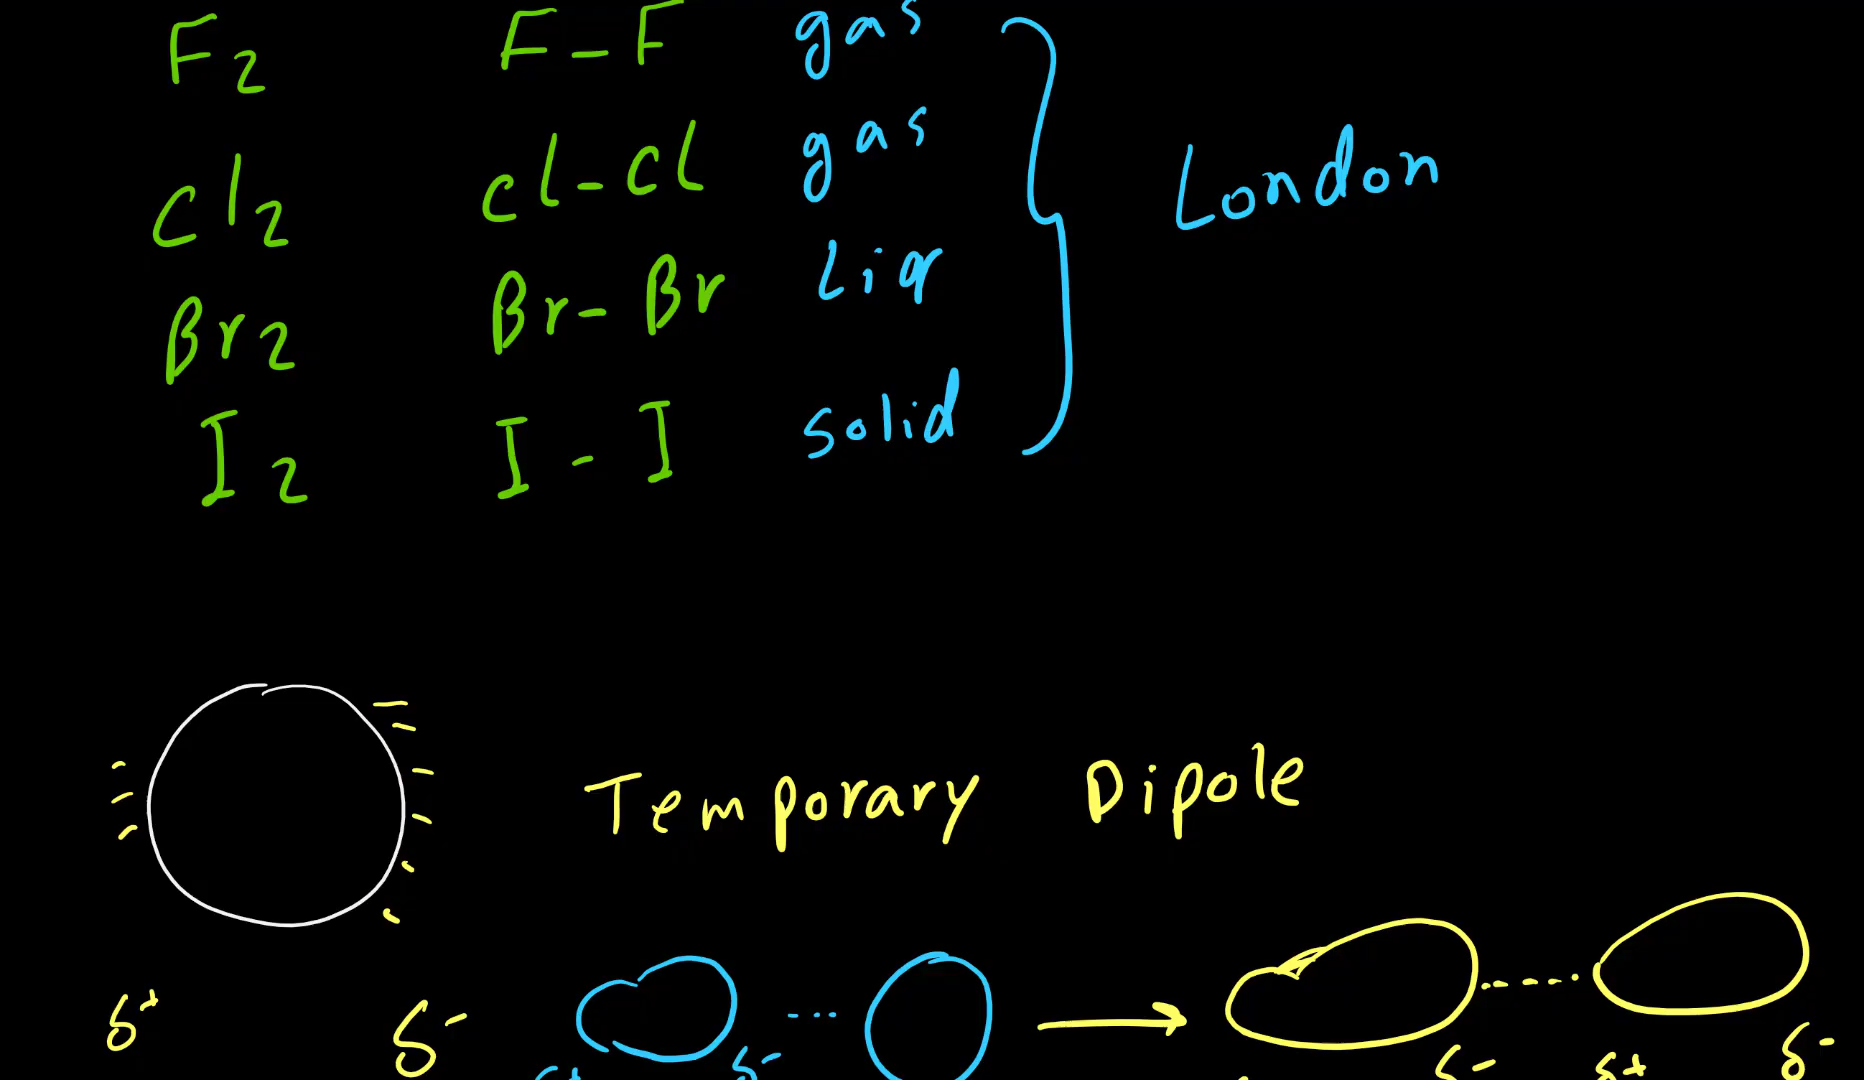 F2 F-F gas
Cl2 Cl-Cl gas
Br2 Br-Br Liq
I2 I-I solid
London
Temporary Dipole
δ+ δ- δ+ δ- δ- δ+ δ-